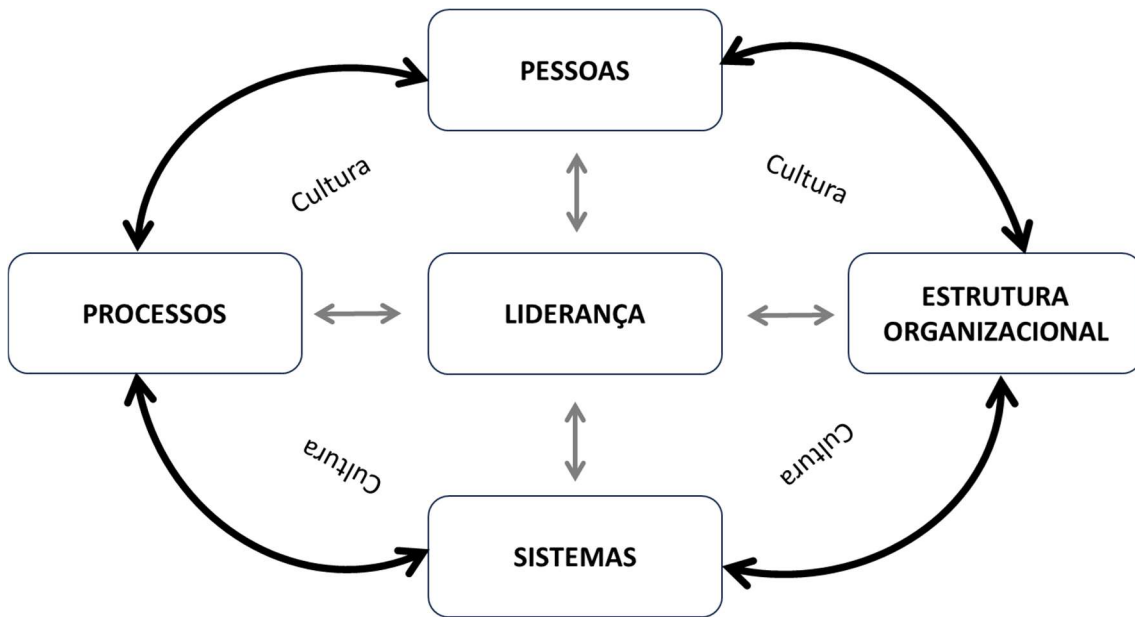 PESSOAS
Cultura
Cultura
PROCESSOS
LIDERANÇA
ESTRUTURA
ORGANIZACIONAL
Cultura
Cultura
SISTEMAS